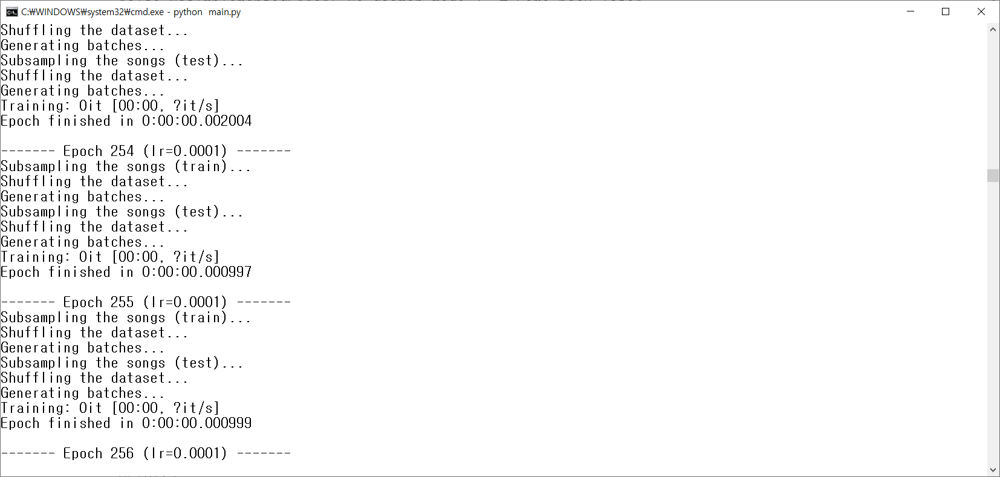 C:₩WINDOWS₩system32₩cmd.exe - python  main.py
Shuffling the dataset...
Generating batches...
Subsampling the songs (test)...
Shuffling the dataset...
Generating batches...
Training: 0it [00:00, ?it/s]
Epoch finished in 0:00:00.002004

------- Epoch 254 (lr=0.0001) -------
Subsampling the songs (train)...
Shuffling the dataset...
Generating batches...
Subsampling the songs (test)...
Shuffling the dataset...
Generating batches...
Training: 0it [00:00, ?it/s]
Epoch finished in 0:00:00.000997

------- Epoch 255 (lr=0.0001) -------
Subsampling the songs (train)...
Shuffling the dataset...
Generating batches...
Subsampling the songs (test)...
Shuffling the dataset...
Generating batches...
Training: 0it [00:00, ?it/s]
Epoch finished in 0:00:00.000999

------- Epoch 256 (lr=0.0001) -------